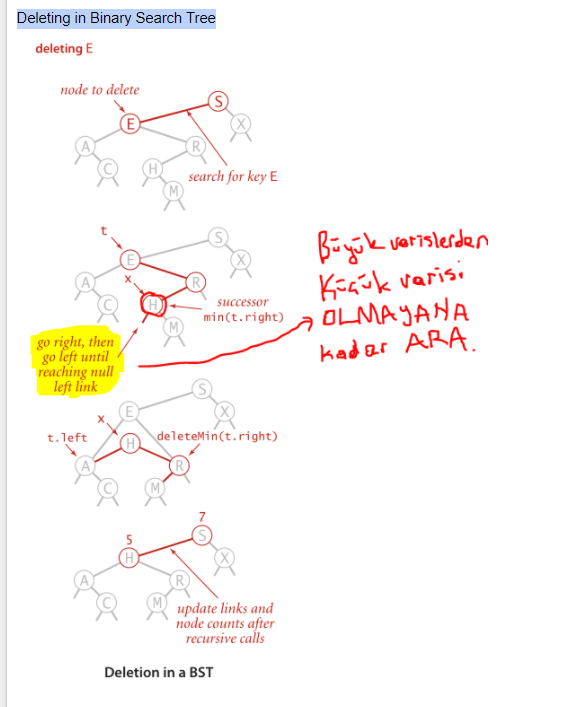 Deleting in Binary Search Tree
deleting E
node to delete
S
E
X
A
R
C
H
M
search for key E
t
S
E
X
x
A
R
H
C
M
successor
min(t.right)
go right, then
go left until
reaching null
left link
Büyük varislerden
Küçük varisi
OLMAYANA
kadar ARA.
S
x
E
X
t.left
H
deleteMin(t.right)
A
R
C
M
7
5
S
H
X
A
R
C
M
update links and
node counts after
recursive calls
Deletion in a BST